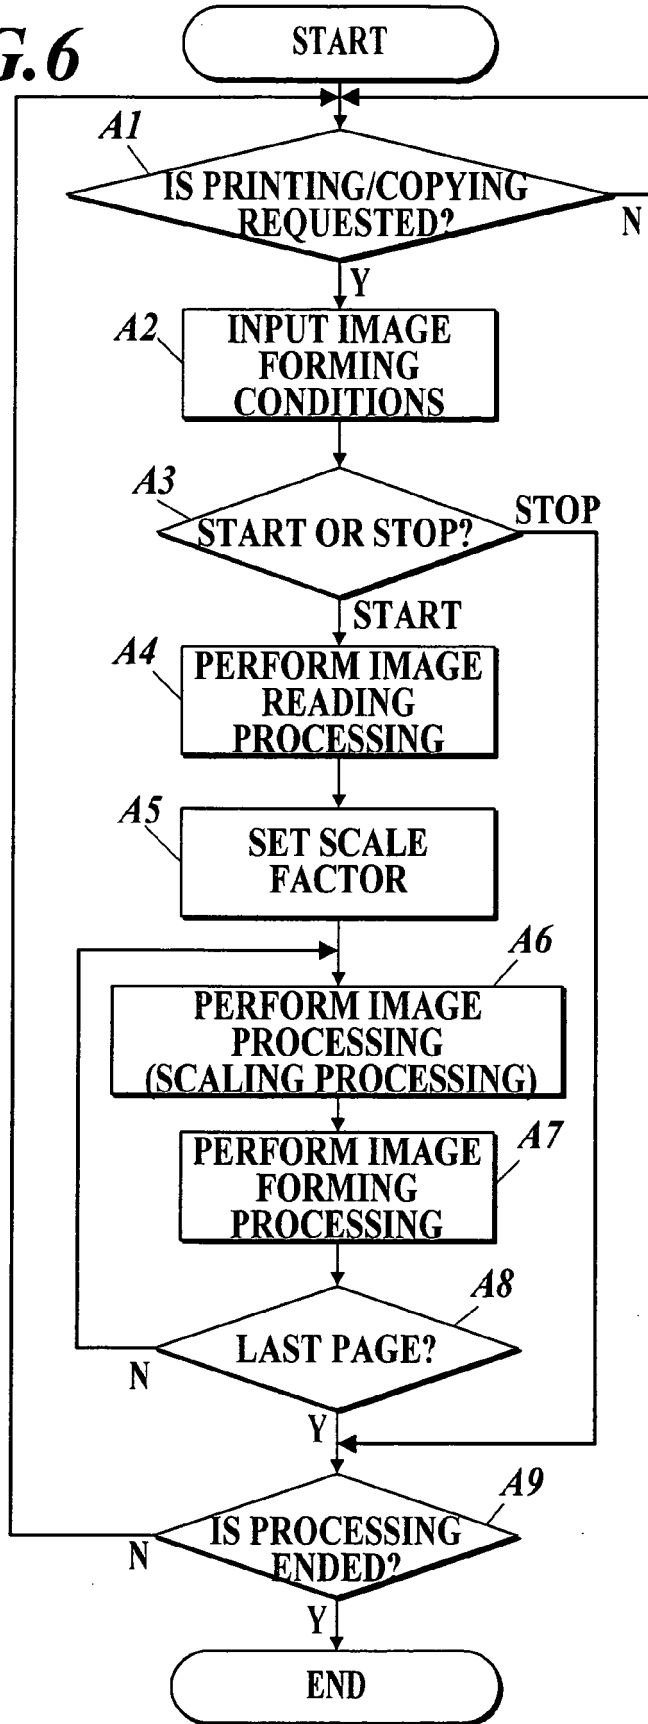 G.6
START
A1
IS PRINTING/COPYING
REQUESTED?
N
Y
A2
INPUT IMAGE
FORMING
CONDITIONS
A3
START OR STOP?
STOP
START
A4
PERFORM IMAGE
READING
PROCESSING
A5
SET SCALE
FACTOR
A6
PERFORM IMAGE
PROCESSING
(SCALING PROCESSING)
A7
PERFORM IMAGE
FORMING
PROCESSING
A8
LAST PAGE?
N
Y
A9
IS PROCESSING
ENDED?
N
Y
END